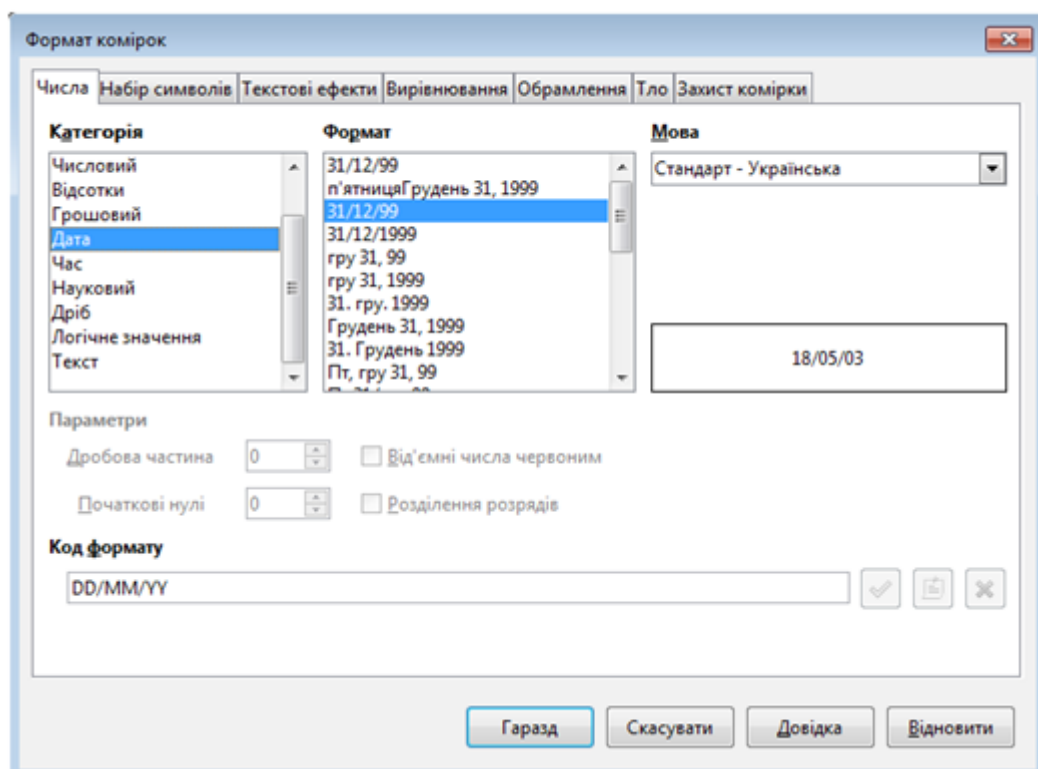 Формат комірок
Числа Набір символів Текстові ефекти Вирівнювання Обрамлення Тло Захист комірки
Категорія Формат Мова
Числовий
Відсотки
Грошовий
Дата
Час
Науковий
Дріб
Логічне значення
Текст
31/12/99
п'ятницяГрудень 31, 1999
31/12/99
31/12/1999
гру 31, 99
гру 31, 1999
31. гру. 1999
Грудень 31, 1999
31. Грудень 1999
Пт, гру 31, 99
Стандарт - Українська
18/05/03
Параметри
Дробова частина 0 Від'ємні числа червоним
Початкові нулі 0 Розділення розрядів
Код формату
DD/MM/YY
Гаразд Скасувати Довідка Відновити